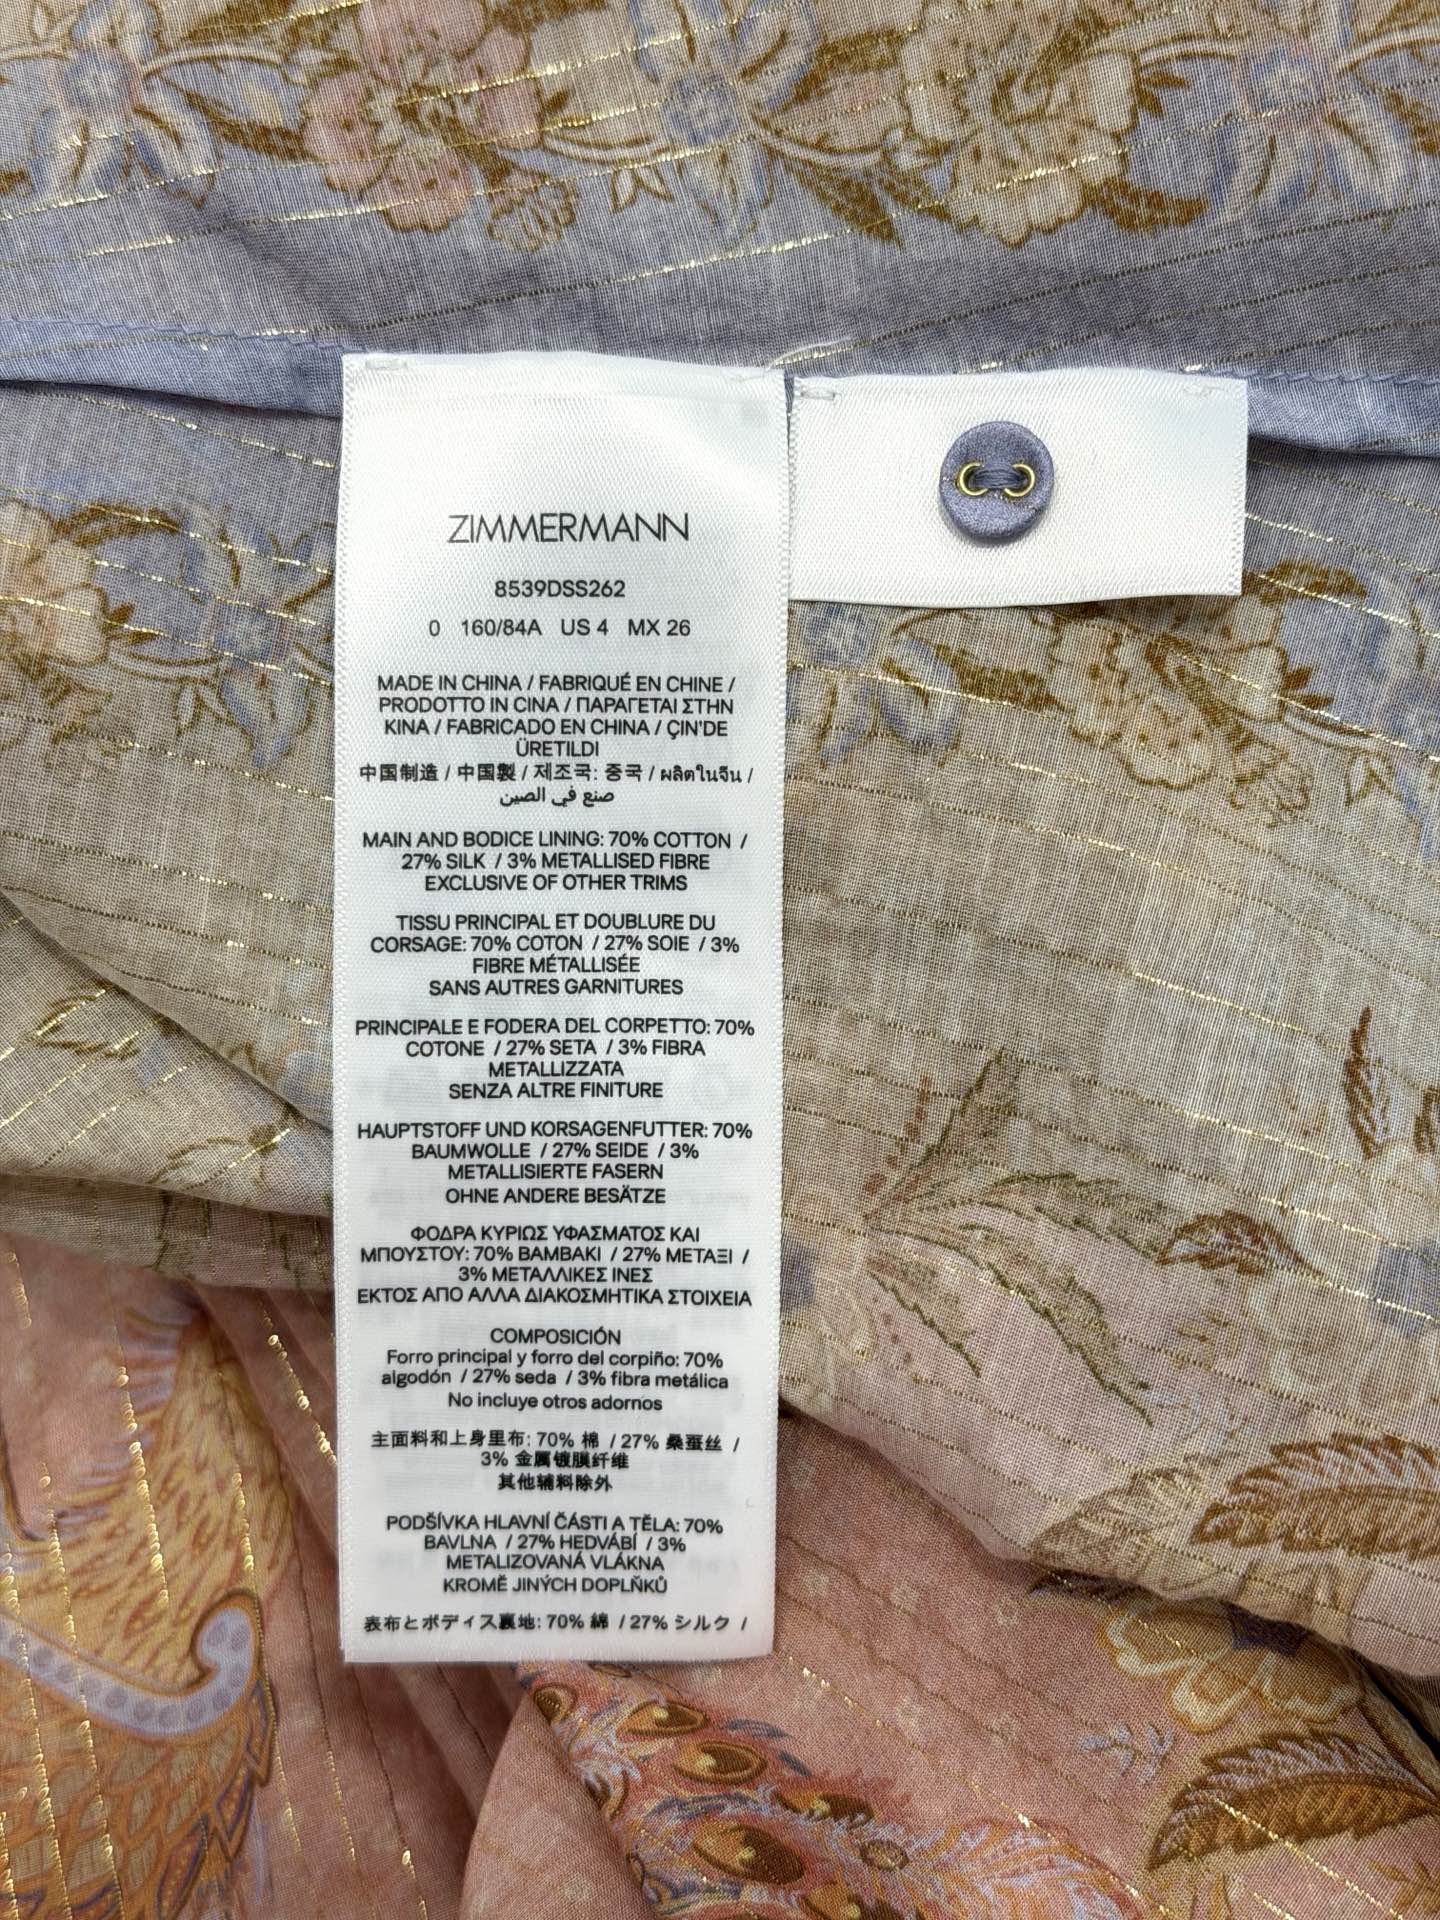 ZIMMERMANN
8539DSS262
0 160/84A US 4 MX 26
MADE IN CHINA / FABRIQUÉ EN CHINE /
PRODOTTO IN CINA / ΠΑΡΑΓΕΤΑΙ ΣΤΗΝ
ΚΙΝΑ / FABRICADO EN CHINA / ÇIN'DE
ÜRETILDI
中国制造 / 中国製 / 제조국: 중국 / ผลิตในจีน /
صنع في الصين
MAIN AND BODICE LINING: 70% COTTON /
27% SILK / 3% METALLISED FIBRE
EXCLUSIVE OF OTHER TRIMS
TISSU PRINCIPAL ET DOUBLURE DU
CORSAGE: 70% COTON / 27% SOIE / 3%
FIBRE MÉTALLISÉE
SANS AUTRES GARNITURES
PRINCIPALE E FODERA DEL CORPETTO: 70%
COTONE / 27% SETA / 3% FIBRA
METALLIZZATA
SENZA ALTRE FINITURE
HAUPTSTOFF UND KORSAGENFUTTER: 70%
BAUMWOLLE / 27% SEIDE / 3%
METALLISIERTE FASERN
OHNE ANDERE BESÄTZE
ΦΟΔΡΑ ΚΥΡΙΩΣ ΥΦΑΣΜΑΤΟΣ ΚΑΙ
ΜΠΟΥΣΤΟΥ: 70% ΒΑΜΒΑΚΙ / 27% ΜΕΤΑΞΙ /
3% ΜΕΤΑΛΛΙΚΕΣ ΙΝΕΣ
ΕΚΤΟΣ ΑΠΟ ΑΛΛΑ ΔΙΑΚΟΣΜΗΤΙΚΑ ΣΤΟΙΧΕΙΑ
COMPOSICIÓN
Forro principal y forro del corpiño: 70%
algodón / 27% seda / 3% fibra metálica
No incluye otros adornos
主面料和上身里布: 70% 棉 / 27% 桑蚕丝 /
3% 金属镀膜纤维
其他辅料除外
PODŠÍVKA HLAVNÍ ČÁSTI A TĚLA: 70%
BAVLNA / 27% HEDVÁBÍ / 3%
METALIZOVANÁ VLÁKNA
KROMĚ JINÝCH DOPLŇKŮ
表布とボディス裏地: 70% 綿 / 27% シルク /